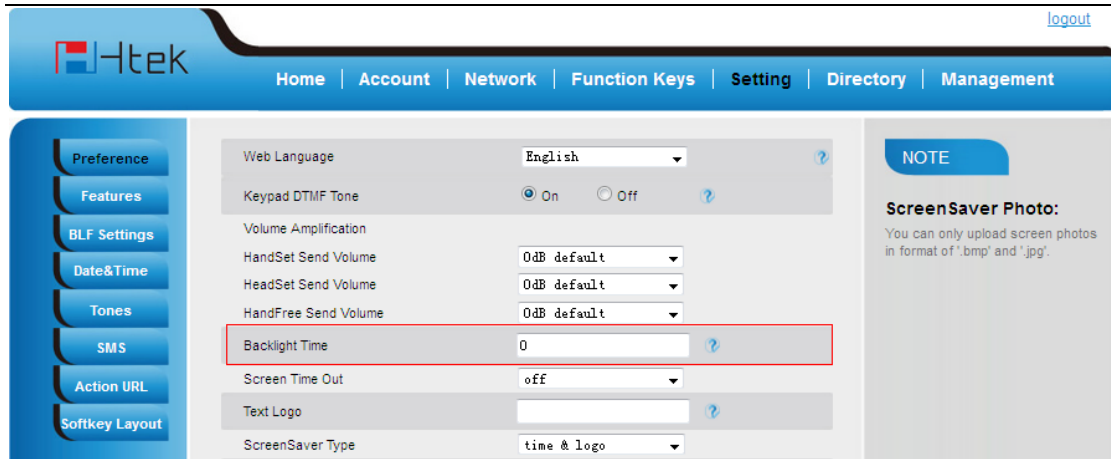 logout
Htek
Home | Account | Network | Function Keys | Setting | Directory | Management
Preference
Features
BLF Settings
Date&Time
Tones
SMS
Action URL
Softkey Layout
Web Language English
Keypad DTMF Tone On Off
Volume Amplification
HandSet Send Volume 0dB default
HeadSet Send Volume 0dB default
HandFree Send Volume 0dB default
Backlight Time 0
Screen Time Out off
Text Logo
ScreenSaver Type time & logo
NOTE
ScreenSaver Photo:
You can only upload screen photos
in format of '.bmp' and '.jpg'.